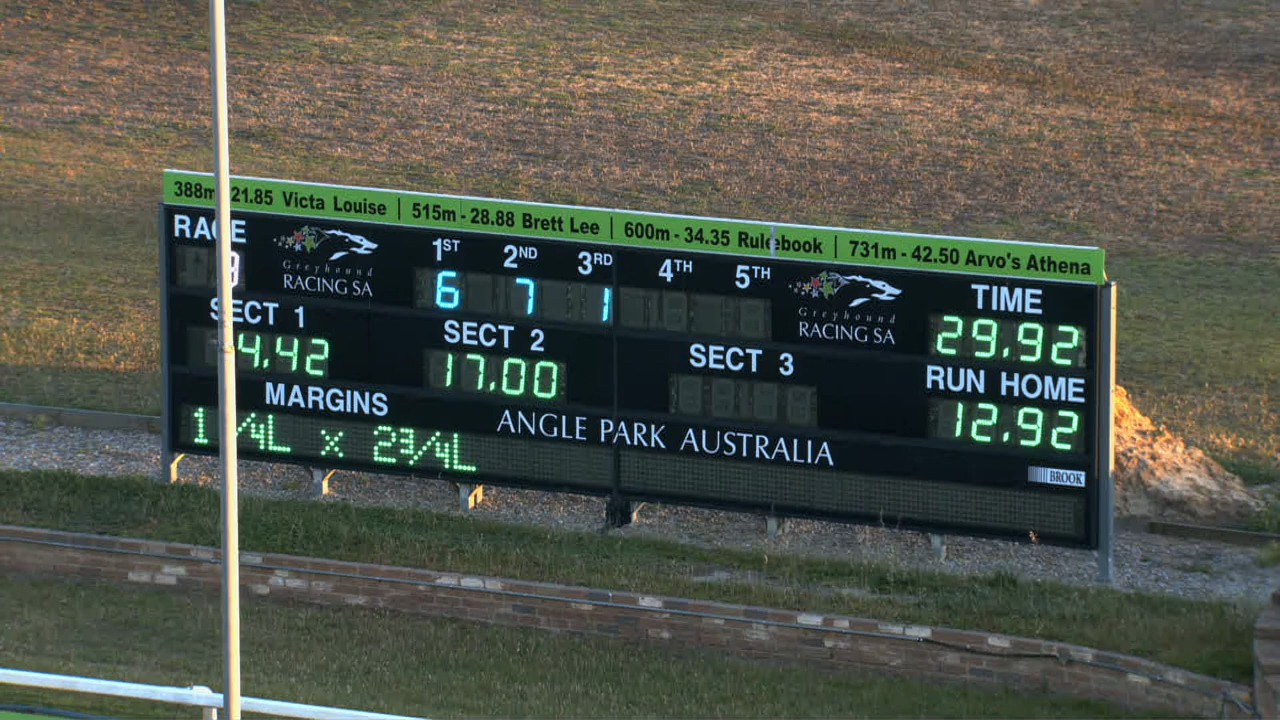 388m 21.85 Victa Louise | 515m - 28.88 Brett Lee | 600m - 34.35 Rulebook | 731m - 42.50 Arvo's Athena
RACE
Greyhound
RACING SA
1ST 2ND 3RD 4TH 5TH
6 7 1
Greyhound
RACING SA
TIME
29.92
SECT 1
4.42
SECT 2
17.00
SECT 3
RUN HOME
12.92
MARGINS
1 /4L x 23/4L
ANGLE PARK AUSTRALIA
BROOK